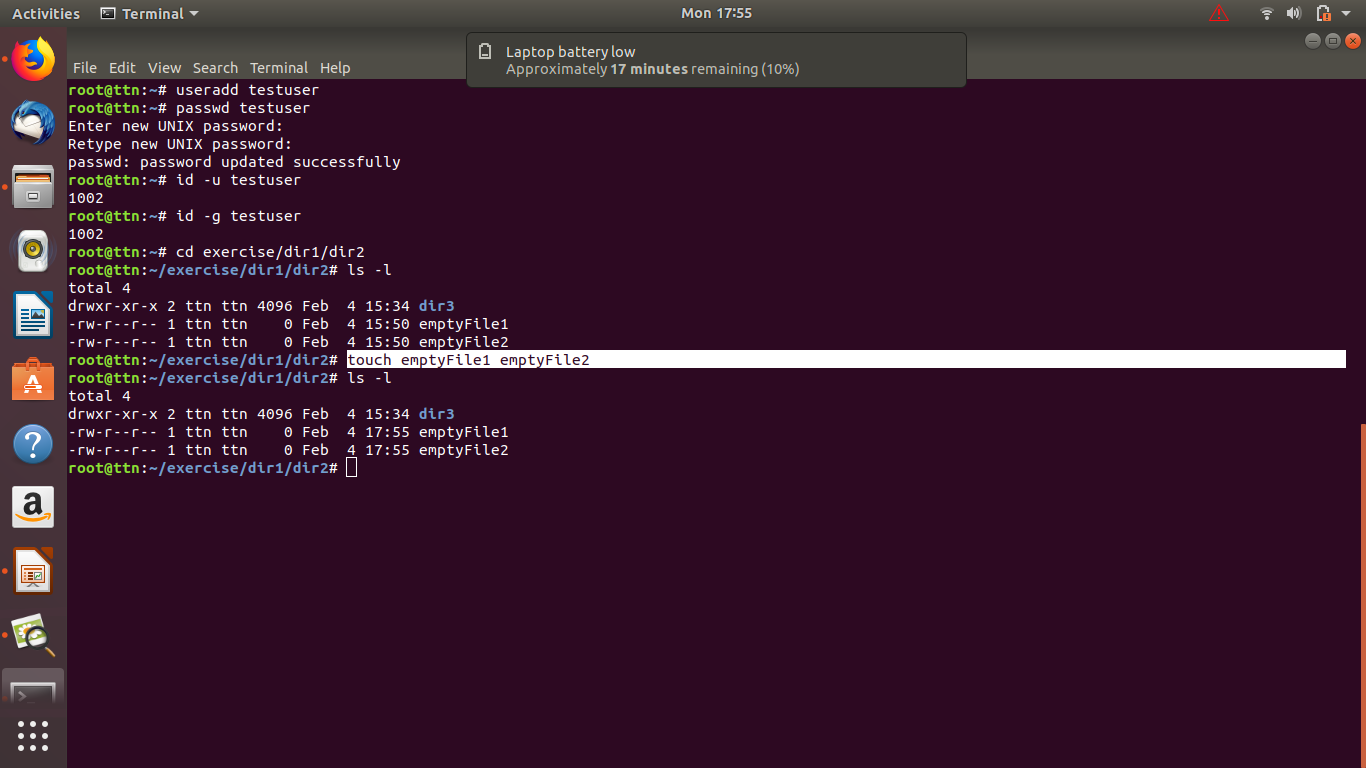 Activities Terminal Mon 17:55
Laptop battery low
Approximately 17 minutes remaining (10%)
File Edit View Search Terminal Help
root@ttn:~# useradd testuser
root@ttn:~# passwd testuser
Enter new UNIX password:
Retype new UNIX password:
passwd: password updated successfully
root@ttn:~# id -u testuser
1002
root@ttn:~# id -g testuser
1002
root@ttn:~# cd exercise/dir1/dir2
root@ttn:~/exercise/dir1/dir2# ls -l
total 4
drwxr-xr-x 2 ttn ttn 4096 Feb  4 15:34 dir3
-rw-r--r-- 1 ttn ttn    0 Feb  4 15:50 emptyFile1
-rw-r--r-- 1 ttn ttn    0 Feb  4 15:50 emptyFile2
root@ttn:~/exercise/dir1/dir2# touch emptyFile1 emptyFile2
root@ttn:~/exercise/dir1/dir2# ls -l
total 4
drwxr-xr-x 2 ttn ttn 4096 Feb  4 15:34 dir3
-rw-r--r-- 1 ttn ttn    0 Feb  4 17:55 emptyFile1
-rw-r--r-- 1 ttn ttn    0 Feb  4 17:55 emptyFile2
root@ttn:~/exercise/dir1/dir2#